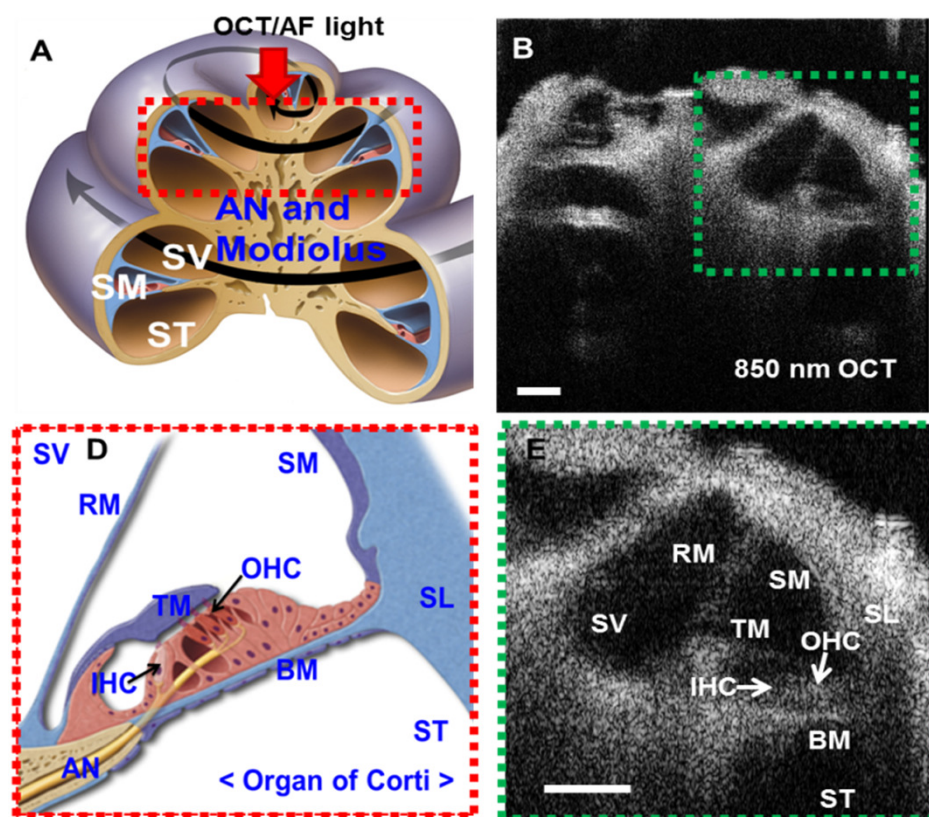 A
OCT/AF light
AN and
Modiolus
SV
SM
ST
B
850 nm OCT
D
SV
SM
RM
OHC
TM
SL
IHC
BM
ST
AN
< Organ of Corti >
E
RM
SM
SL
SV
TM
OHC
IHC
BM
ST